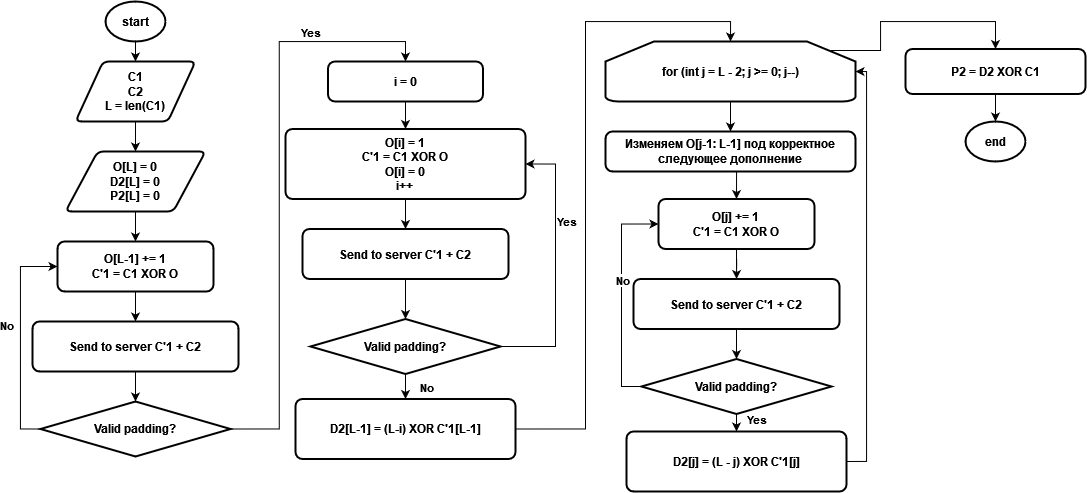 start
C1
C2
L = len(C1)
O[L] = 0
D2[L] = 0
P2[L] = 0
O[L-1] += 1
C'1 = C1 XOR O
No
Send to server C'1 + C2
Valid padding?
Yes
i = 0
O[i] = 1
C'1 = C1 XOR O
O[i] = 0
i++
Yes
Send to server C'1 + C2
Valid padding?
No
D2[L-1] = (L-i) XOR C'1[L-1]
for (int j = L - 2; j >= 0; j--)
Изменяем O[j-1: L-1] под корректное
следующее дополнение
O[j] += 1
C'1 = C1 XOR O
No
Send to server C'1 + C2
Valid padding?
Yes
D2[j] = (L - j) XOR C'1[j]
P2 = D2 XOR C1
end